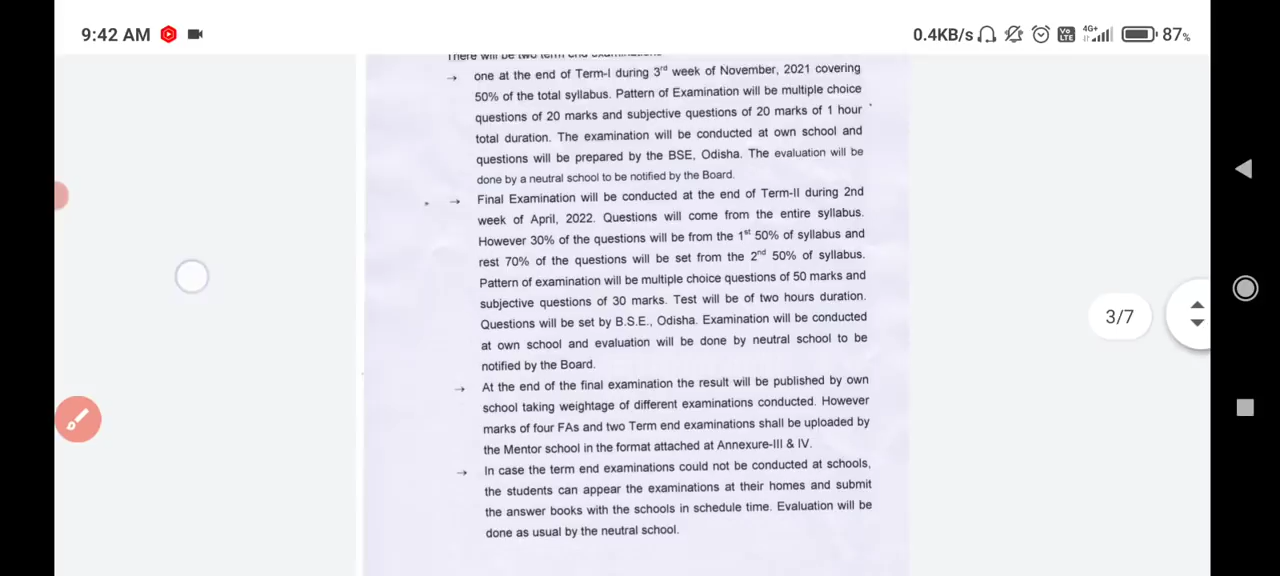 9:42 AM
0.4KB/s
4G+
Vo LTE
87%
There will be two term end examinations
→ one at the end of Term-I during 3rd week of November, 2021 covering
50% of the total syllabus. Pattern of Examination will be multiple choice
questions of 20 marks and subjective questions of 20 marks of 1 hour
total duration. The examination will be conducted at own school and
questions will be prepared by the BSE, Odisha. The evaluation will be
done by a neutral school to be notified by the Board.
→ Final Examination will be conducted at the end of Term-II during 2nd
week of April, 2022. Questions will come from the entire syllabus.
However 30% of the questions will be from the 1st 50% of syllabus and
rest 70% of the questions will be set from the 2nd 50% of syllabus.
Pattern of examination will be multiple choice questions of 50 marks and
subjective questions of 30 marks. Test will be of two hours duration.
Questions will be set by B.S.E., Odisha. Examination will be conducted
at own school and evaluation will be done by neutral school to be
notified by the Board.
→ At the end of the final examination the result will be published by own
school taking weightage of different examinations conducted. However
marks of four FAs and two Term end examinations shall be uploaded by
the Mentor school in the format attached at Annexure-III & IV.
→ In case the term end examinations could not be conducted at schools,
the students can appear the examinations at their homes and submit
the answer books with the schools in schedule time. Evaluation will be
done as usual by the neutral school.
3/7